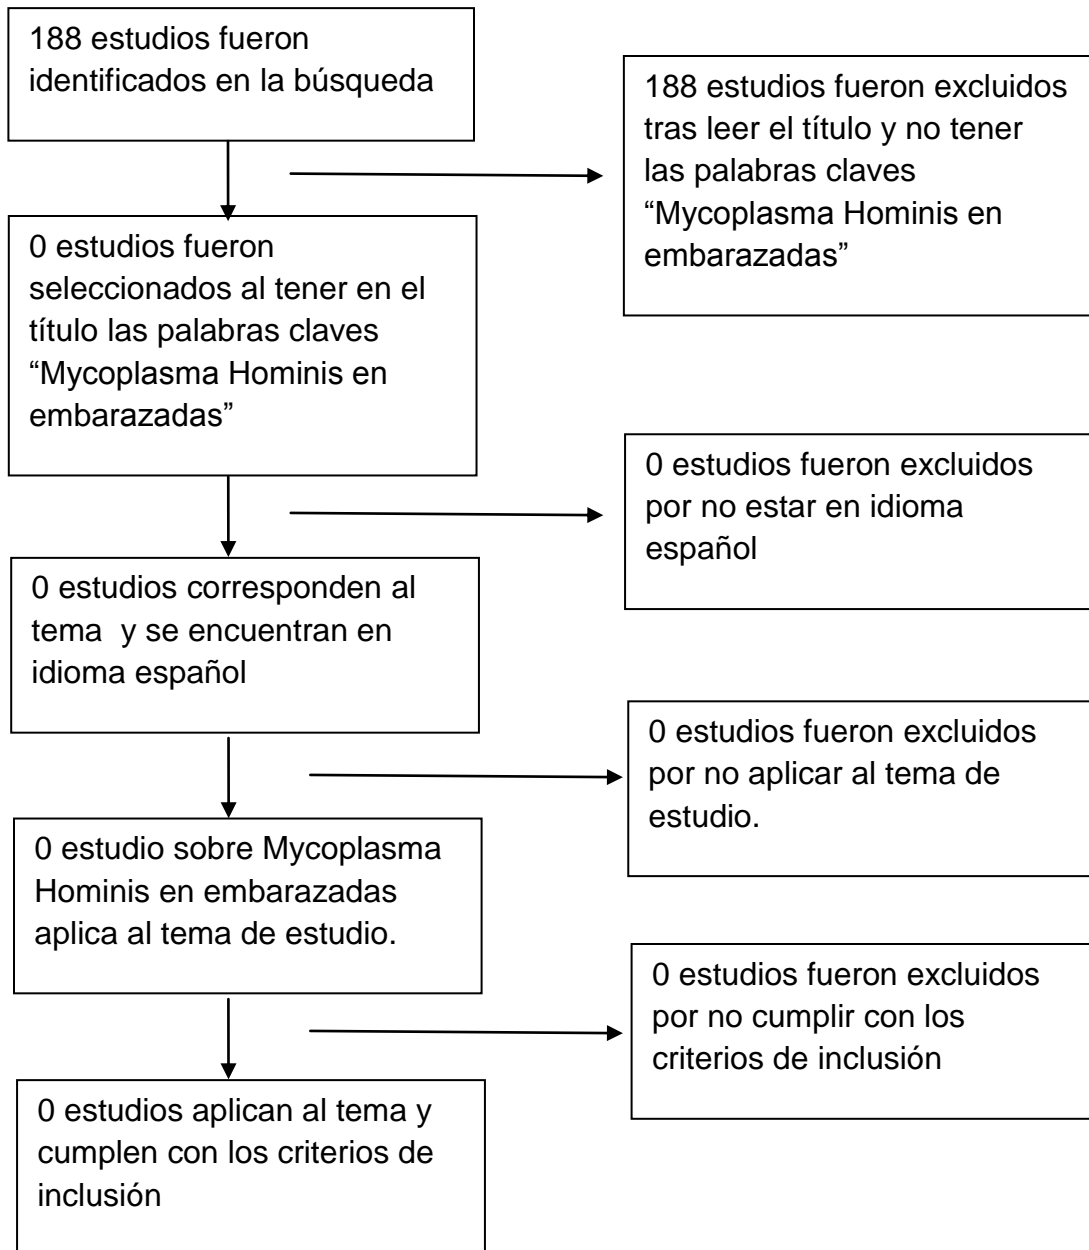 188 estudios fueron
identificados en la búsqueda
188 estudios fueron excluidos
tras leer el título y no tener
las palabras claves
“Mycoplasma Hominis en
embarazadas”
0 estudios fueron
seleccionados al tener en el
título las palabras claves
“Mycoplasma Hominis en
embarazadas”
0 estudios fueron excluidos
por no estar en idioma
español
0 estudios corresponden al
tema y se encuentran en
idioma español
0 estudios fueron excluidos
por no aplicar al tema de
estudio.
0 estudio sobre Mycoplasma
Hominis en embarazadas
aplica al tema de estudio.
0 estudios fueron excluidos
por no cumplir con los
criterios de inclusión
0 estudios aplican al tema y
cumplen con los criterios de
inclusión